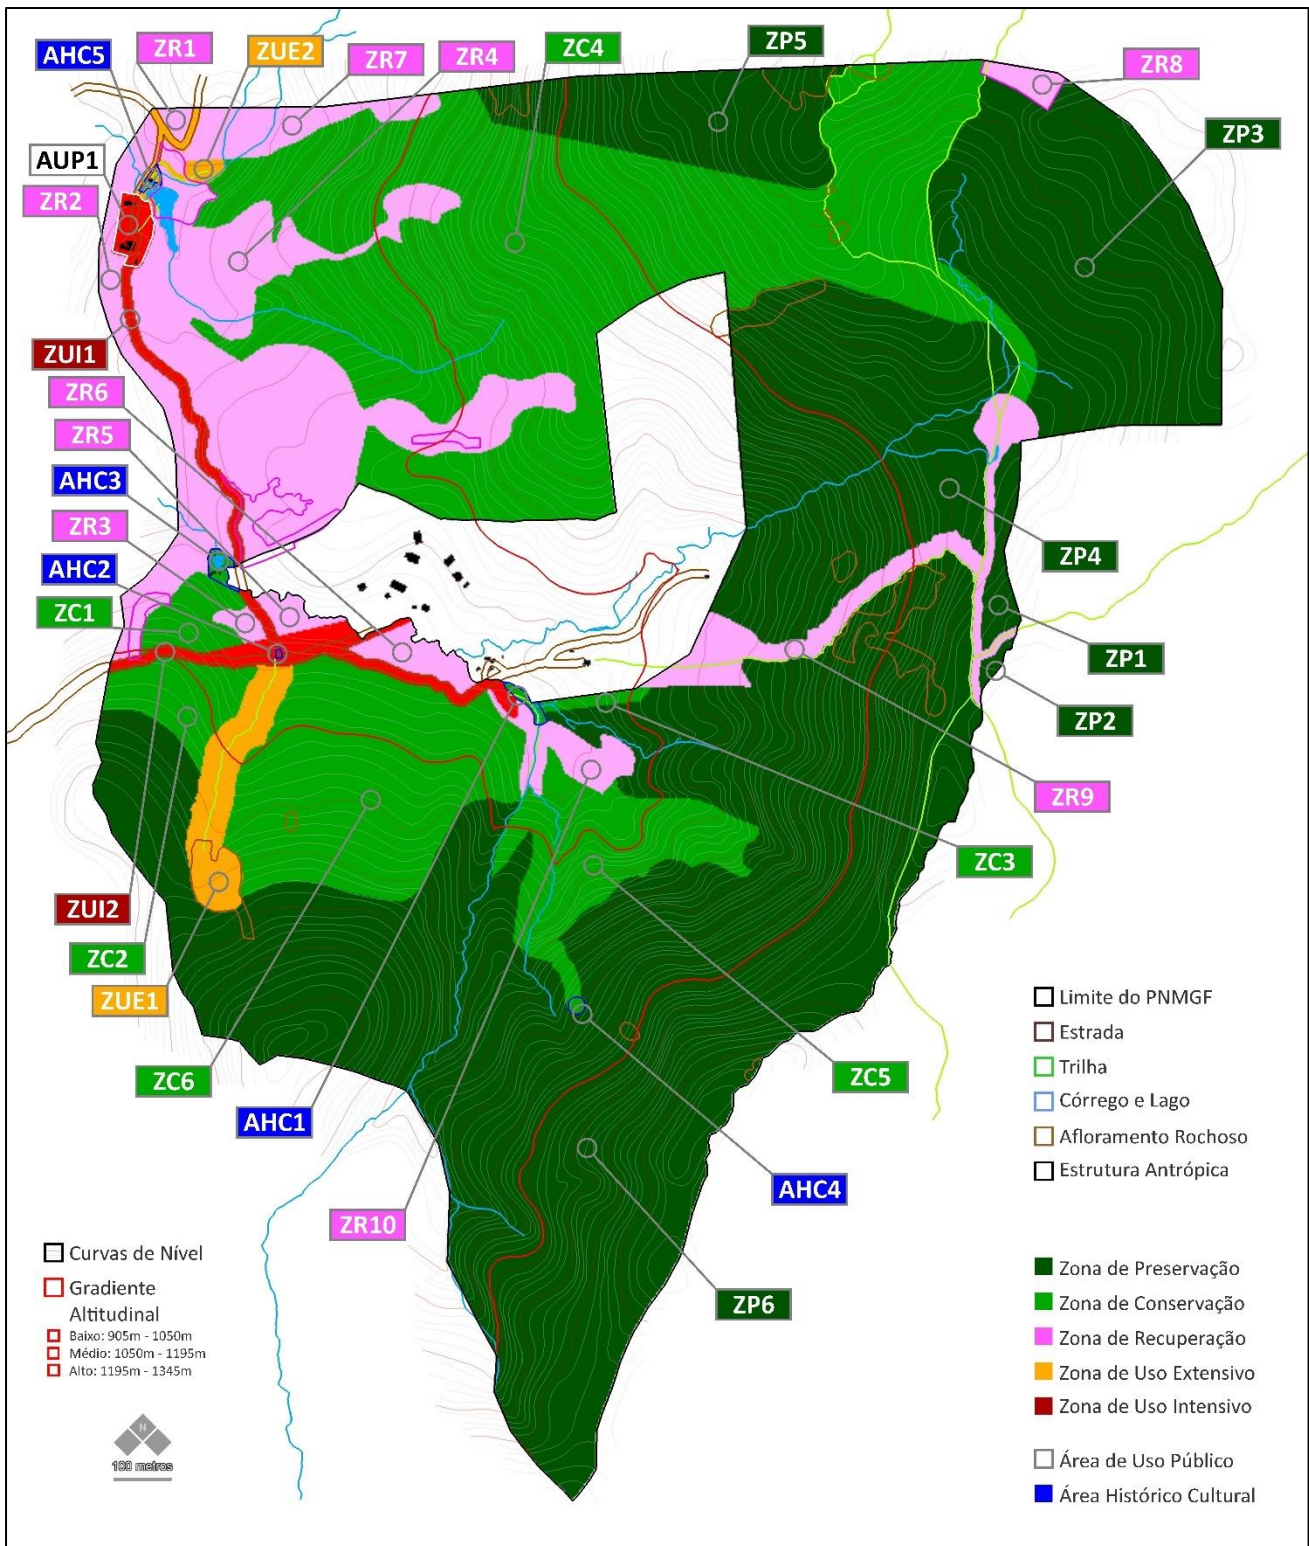 ZR1
ZUE2
ZR7
ZR4
ZC4
ZP5
ZR8
AHC5
ZP3
AUP1
ZR2
ZUI1
ZR6
ZR5
AHC3
ZR3
AHC2
ZC1
ZP4
ZP1
ZP2
ZR9
ZC3
ZUI2
ZC2
ZUE1
ZC6
AHC1
ZC5
AHC4
ZR10
ZP6
Limite do PNMGF
Estrada
Trilha
Córrego e Lago
Afloramento Rochoso
Estrutura Antrópica
Curvas de Nível
Gradiente
Altitudinal
Baixo: 905m - 1050m
Médio: 1050m - 1195m
Alto: 1195m - 1345m
N
100 metros
Zona de Preservação
Zona de Conservação
Zona de Recuperação
Zona de Uso Extensivo
Zona de Uso Intensivo
Área de Uso Público
Área Histórico Cultural